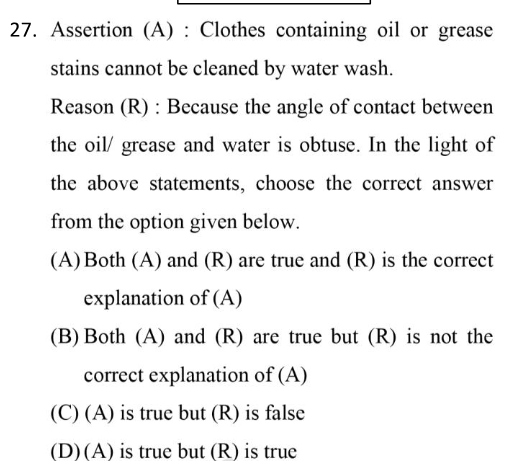 27. Assertion (A) : Clothes containing oil or grease
stains cannot be cleaned by water wash.
Reason (R) : Because the angle of contact between
the oil/ grease and water is obtuse. In the light of
the above statements, choose the correct answer
from the option given below.
(A) Both (A) and (R) are true and (R) is the correct
explanation of (A)
(B) Both (A) and (R) are true but (R) is not the
correct explanation of (A)
(C) (A) is true but (R) is false
(D) (A) is true but (R) is true